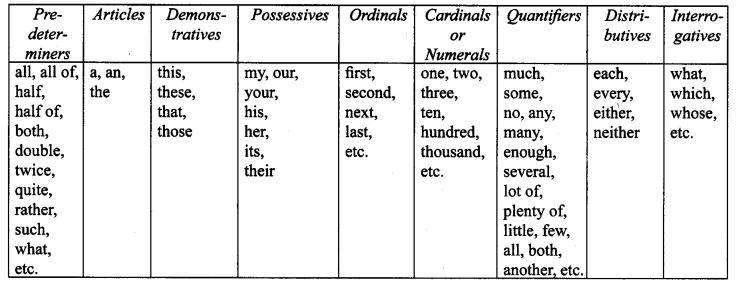 Pre-
deter-
miners
Articles
Demons-
tratives
Possessives
Ordinals
Cardinals
or
Numerals
Quantifiers
Distri-
butives
Interro-
gatives
all, all of,
half,
half of,
both,
double,
twice,
quite,
rather,
such,
what,
etc.
a, an,
the
this,
these,
that,
those
my, our,
your,
his,
her,
its,
their
first,
second,
next,
last,
etc.
one, two,
three,
ten,
hundred,
thousand,
etc.
much,
some,
no, any,
many,
enough,
several,
lot of,
plenty of,
little, few,
all, both,
another, etc.
each,
every,
either,
neither
what,
which,
whose,
etc.